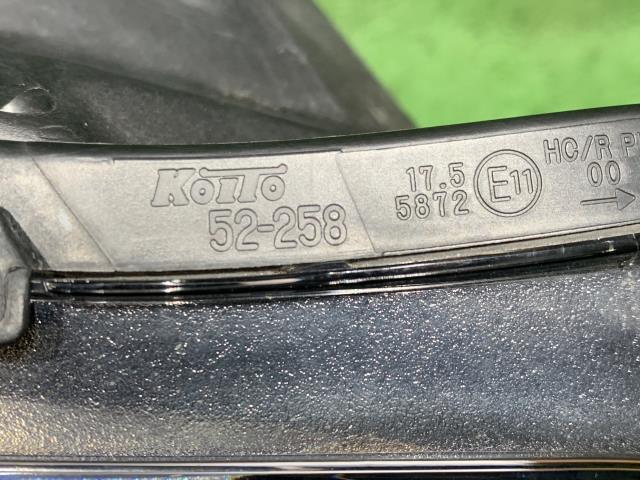 KOITO
52-258
17.5
5872
E11
HC/R P
00
→